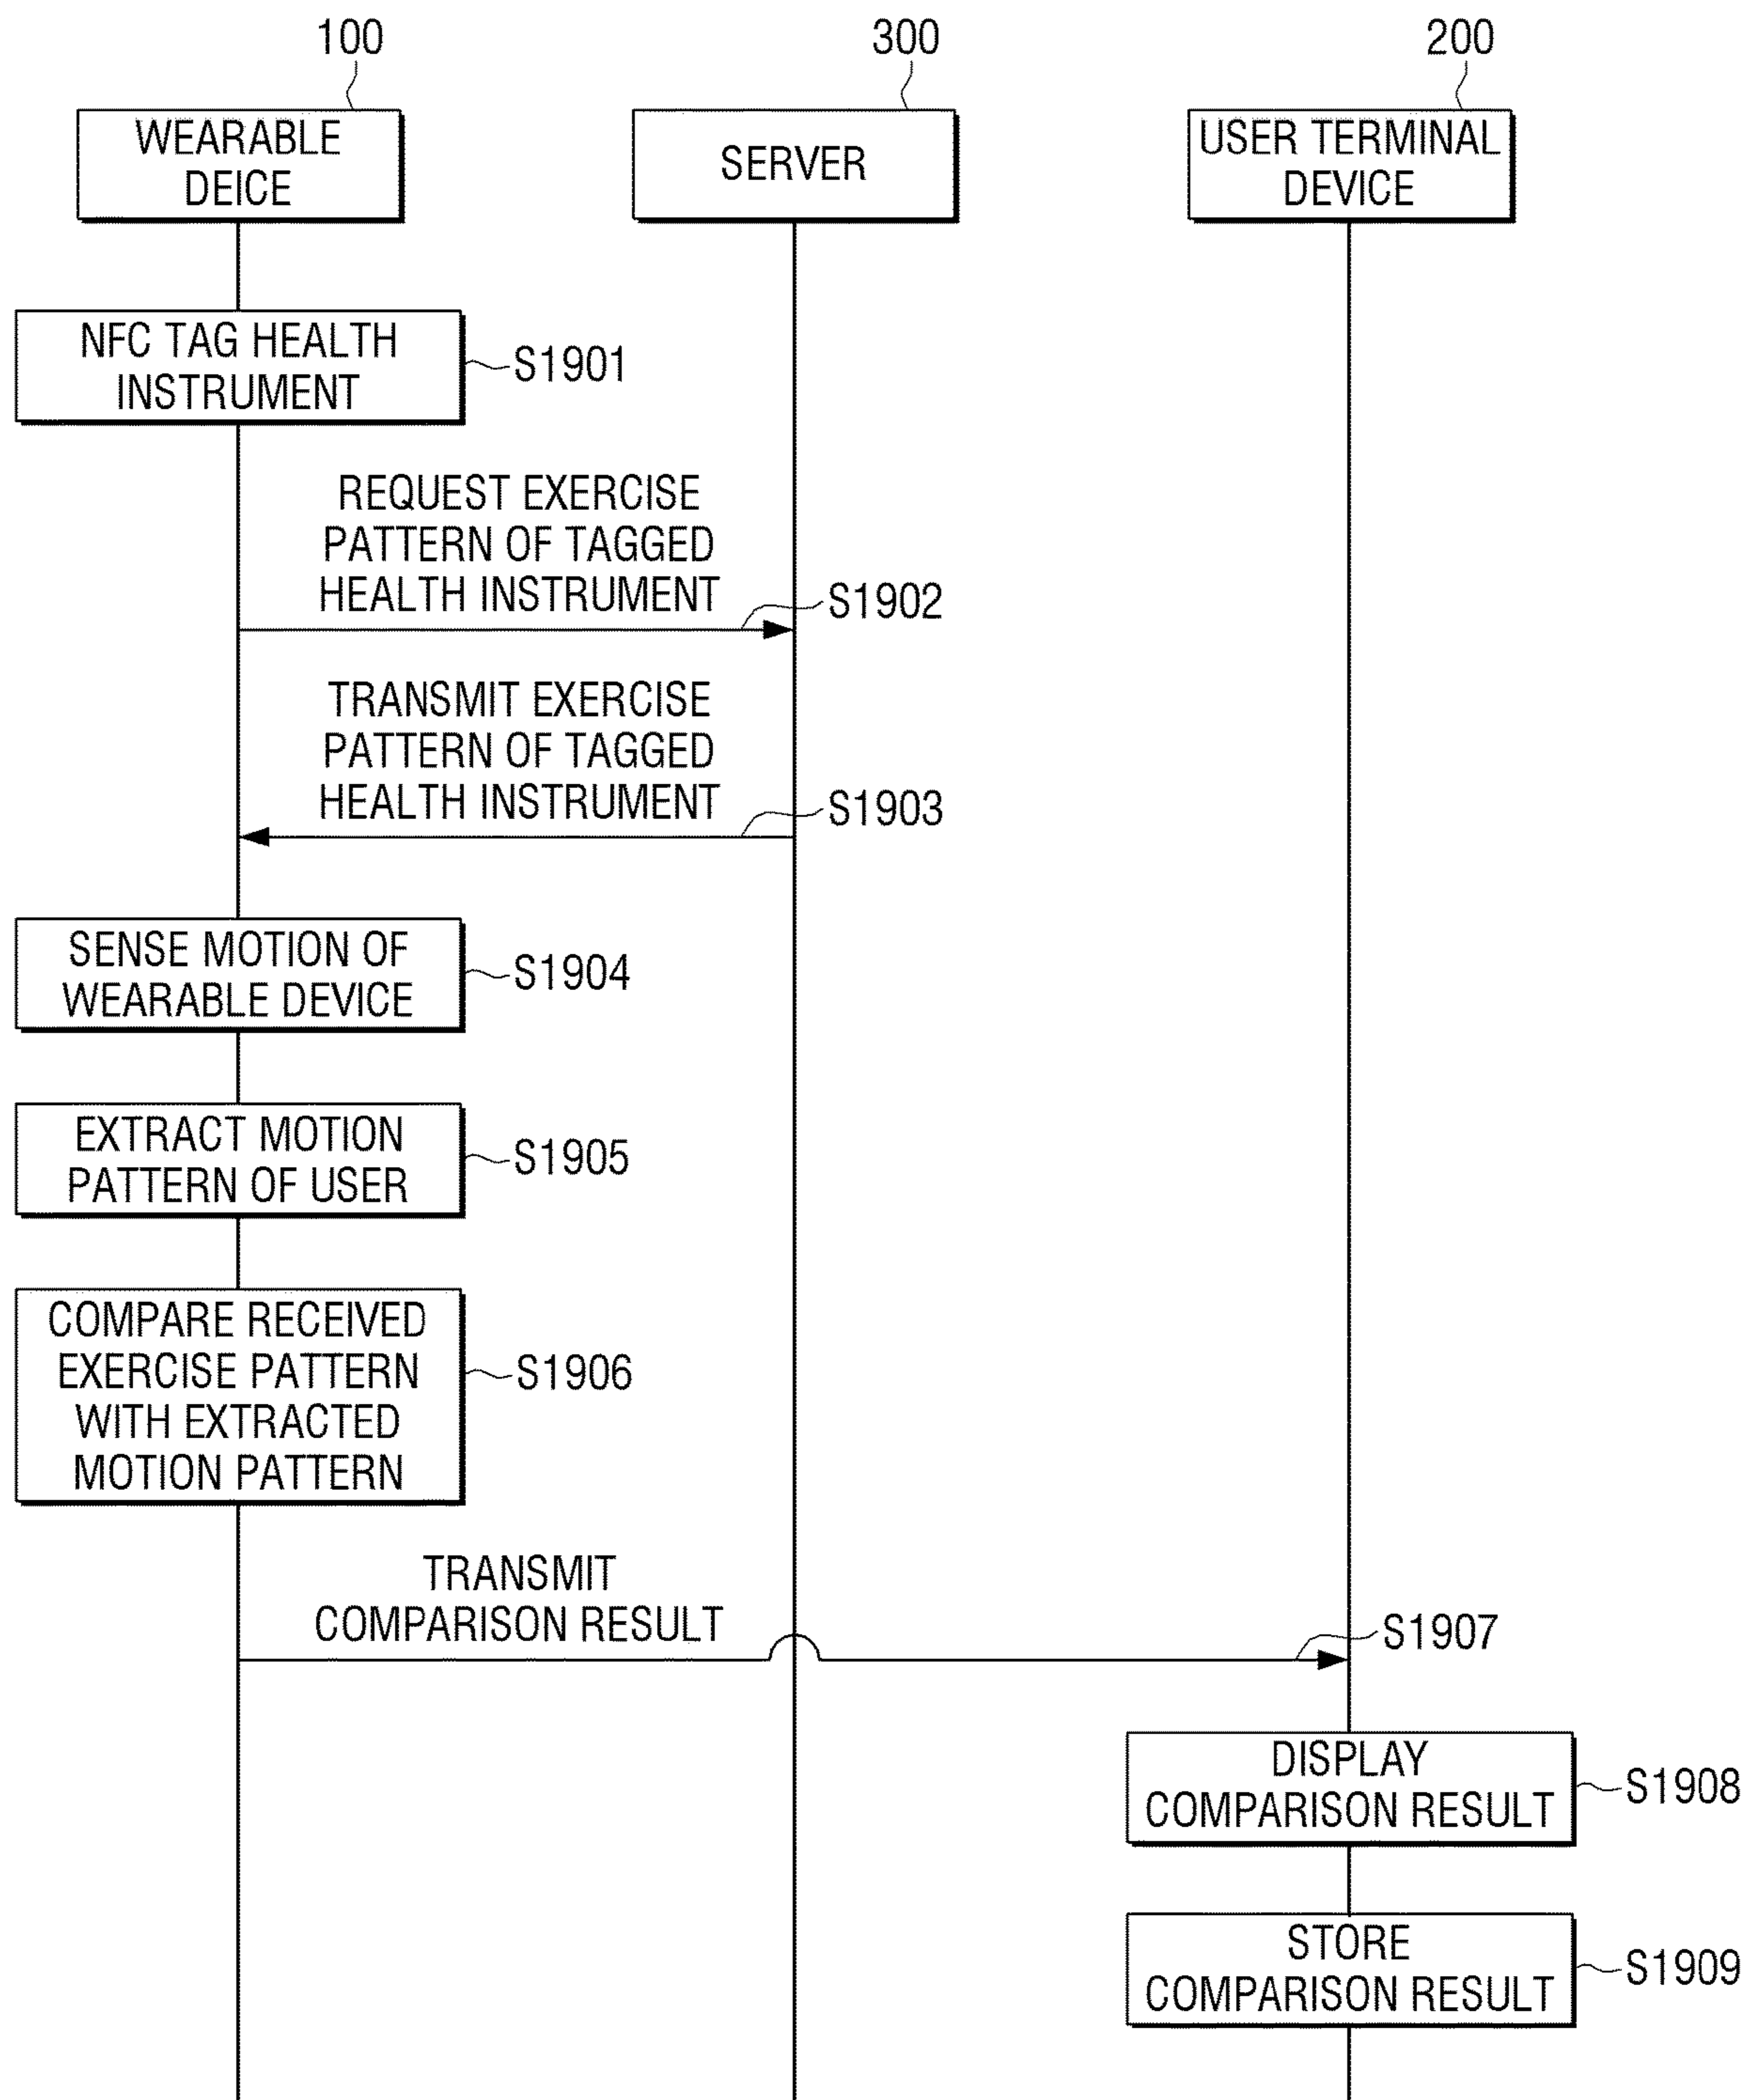 100
300
200
WEARABLE
DEICE
SERVER
USER TERMINAL
DEVICE
NFC TAG HEALTH
INSTRUMENT
S1901
REQUEST EXERCISE
PATTERN OF TAGGED
HEALTH INSTRUMENT
S1902
TRANSMIT EXERCISE
PATTERN OF TAGGED
HEALTH INSTRUMENT
S1903
SENSE MOTION OF
WEARABLE DEVICE
S1904
EXTRACT MOTION
PATTERN OF USER
S1905
COMPARE RECEIVED
EXERCISE PATTERN
WITH EXTRACTED
MOTION PATTERN
S1906
TRANSMIT
COMPARISON RESULT
S1907
DISPLAY
COMPARISON RESULT
S1908
STORE
COMPARISON RESULT
S1909